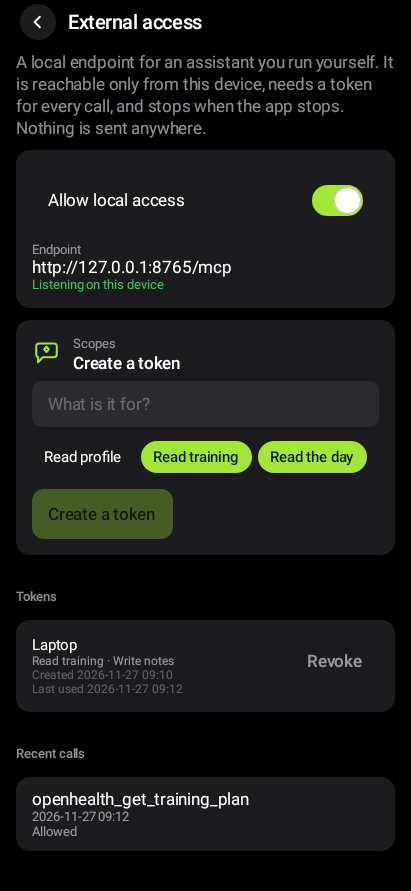 External access
A local endpoint for an assistant you run yourself. It
is reachable only from this device, needs a token
for every call, and stops when the app stops.
Nothing is sent anywhere.
Allow local access
Endpoint
http://127.0.0.1:8765/mcp
Listening on this device
Scopes
Create a token
What is it for?
Read profile
Read training
Read the day
Create a token
Tokens
Laptop
Read training · Write notes
Created 2026-11-27 09:10
Last used 2026-11-27 09:12
Revoke
Recent calls
openhealth_get_training_plan
2026-11-27 09:12
Allowed